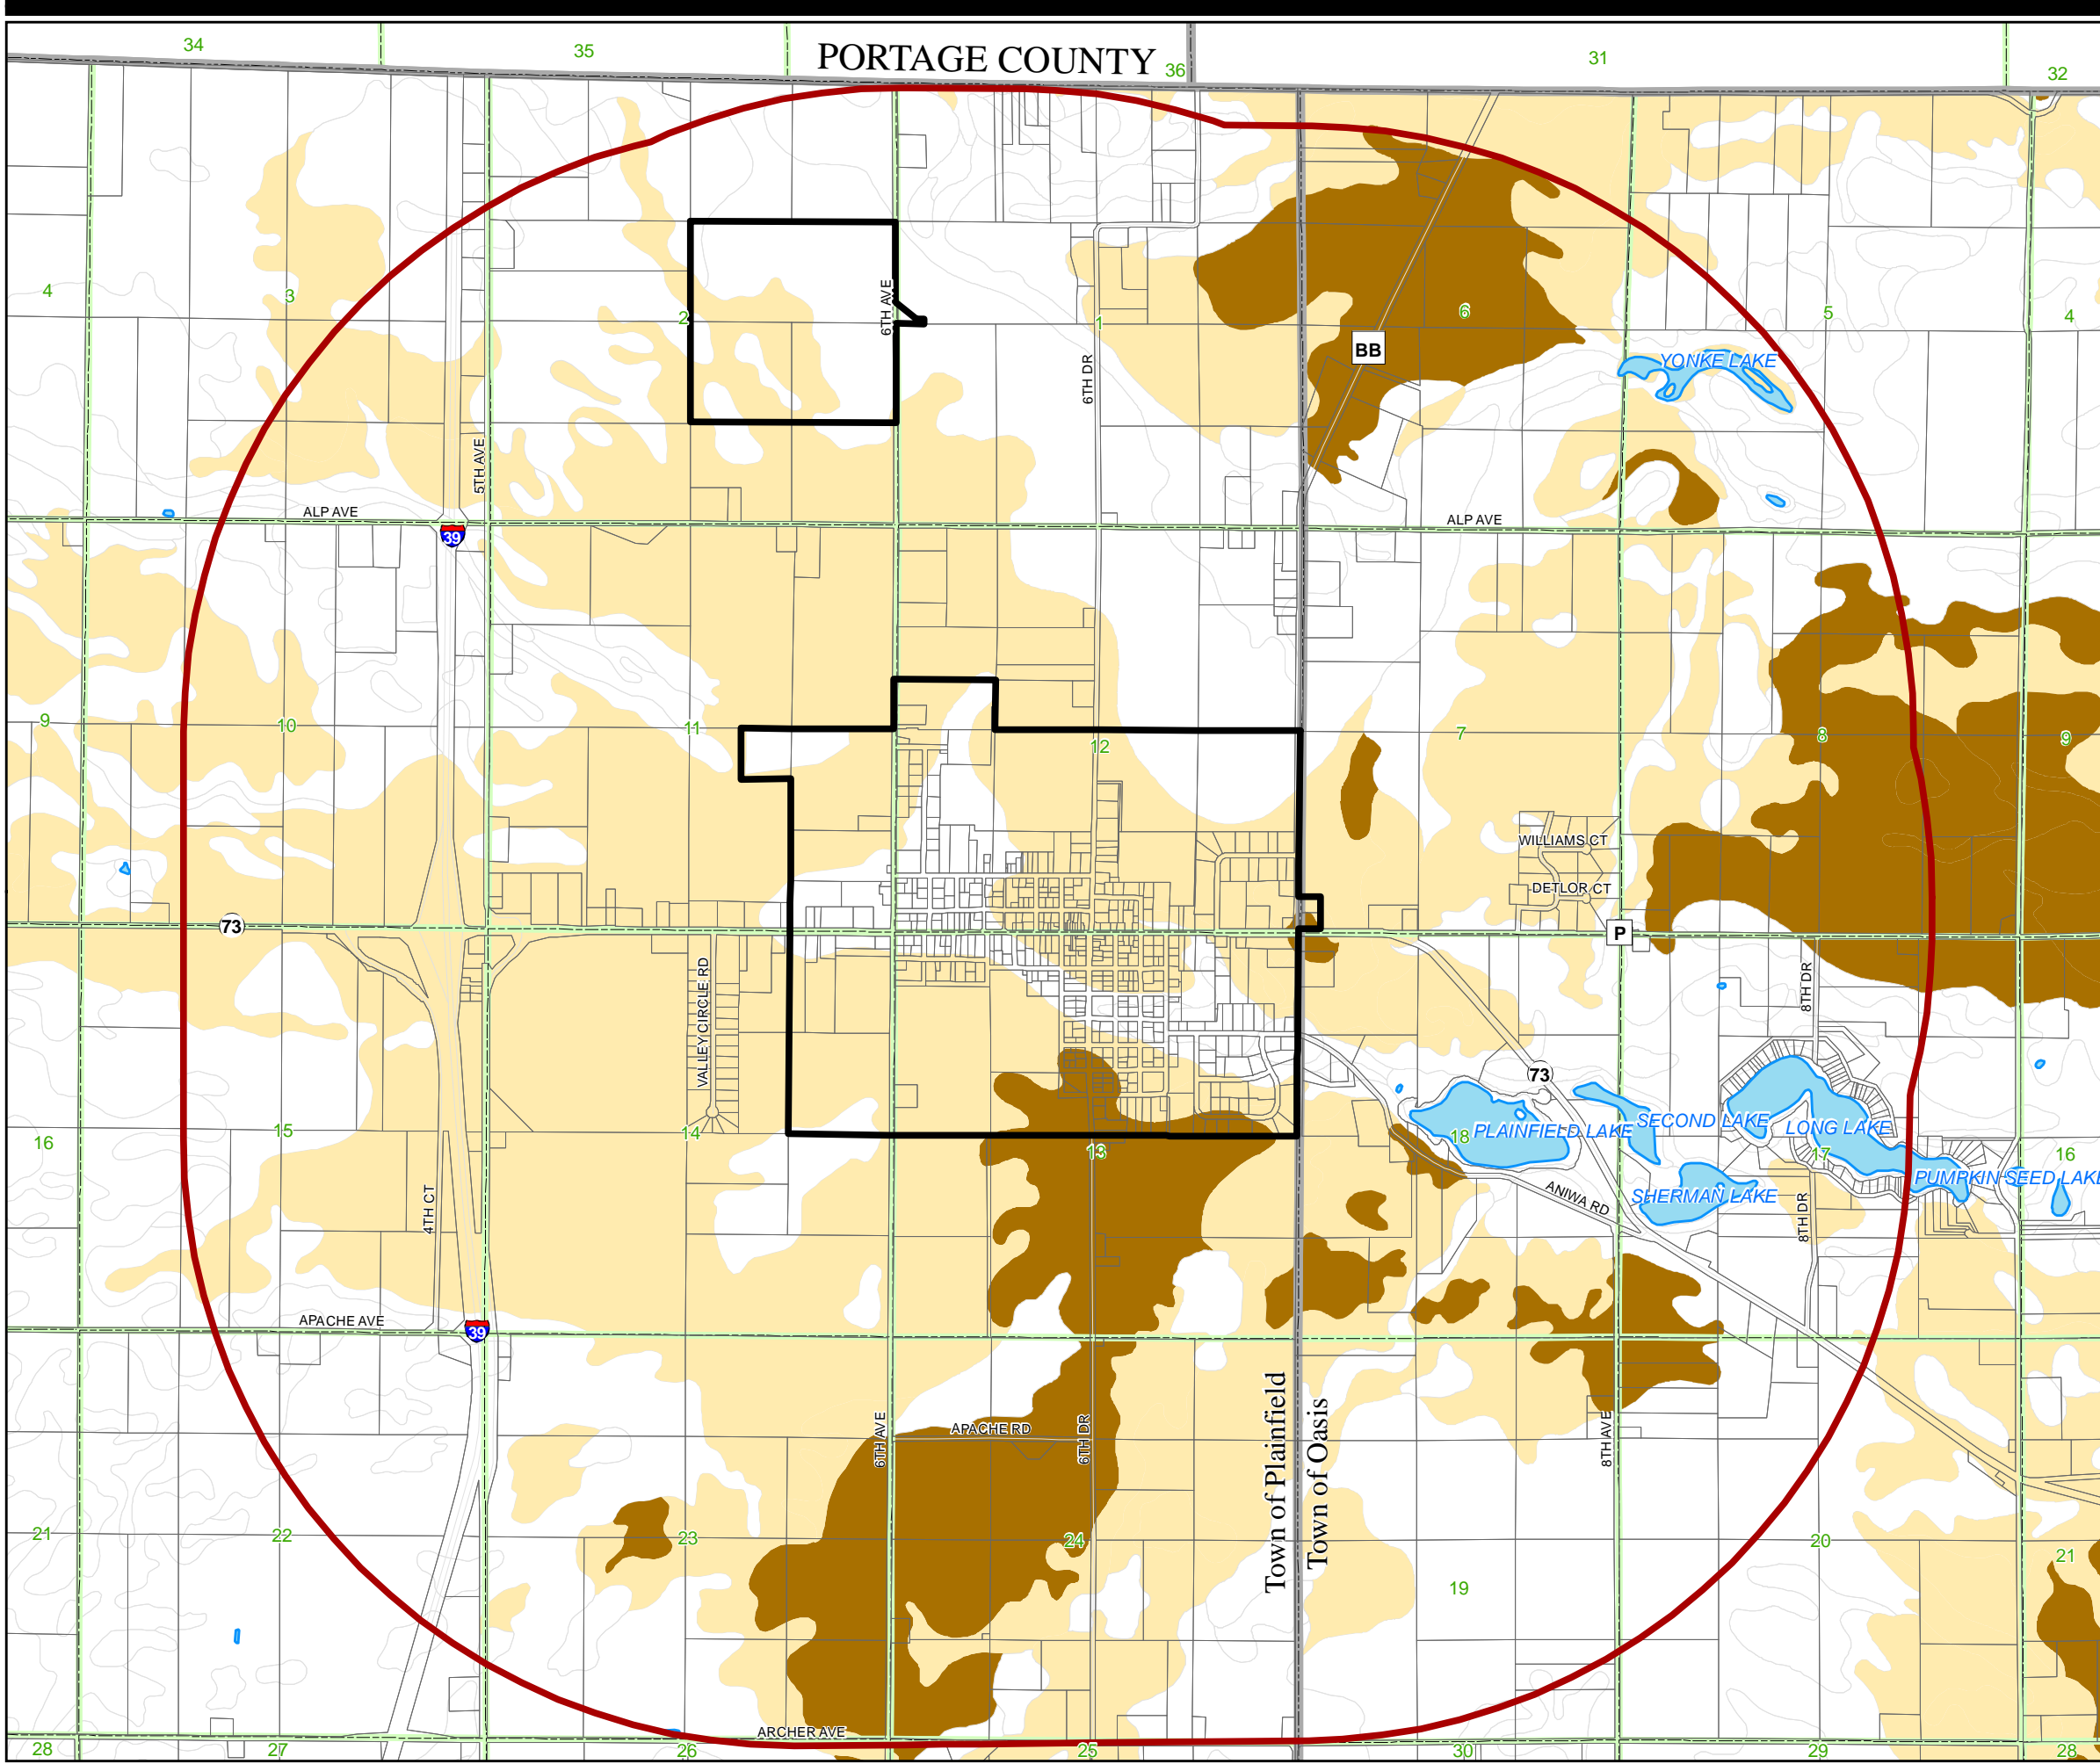 34
35
PORTAGE COUNTY
36
31
32
4
3
2
6TH AVE
1
6TH DR
6
5
4
BB
YONKE LAKE
5TH AVE
ALP AVE
39
ALP AVE
9
10
11
12
7
8
9
WILLIAMS CT
DETLOR CT
73
P
VALLEY CIRCLE RD
8TH DR
73
16
15
14
13
18
PLAINFIELD LAKE
SECOND LAKE
LONG LAKE
17
16
PUMPKIN SEED LAKE
SHERMAN LAKE
ANIWA RD
8TH DR
4TH CT
APACHE AVE
39
Town of Plainfield
Town of Oasis
6TH AVE
APACHE RD
6TH DR
8TH AVE
21
22
23
24
19
20
21
ARCHER AVE
28
27
26
25
30
29
28